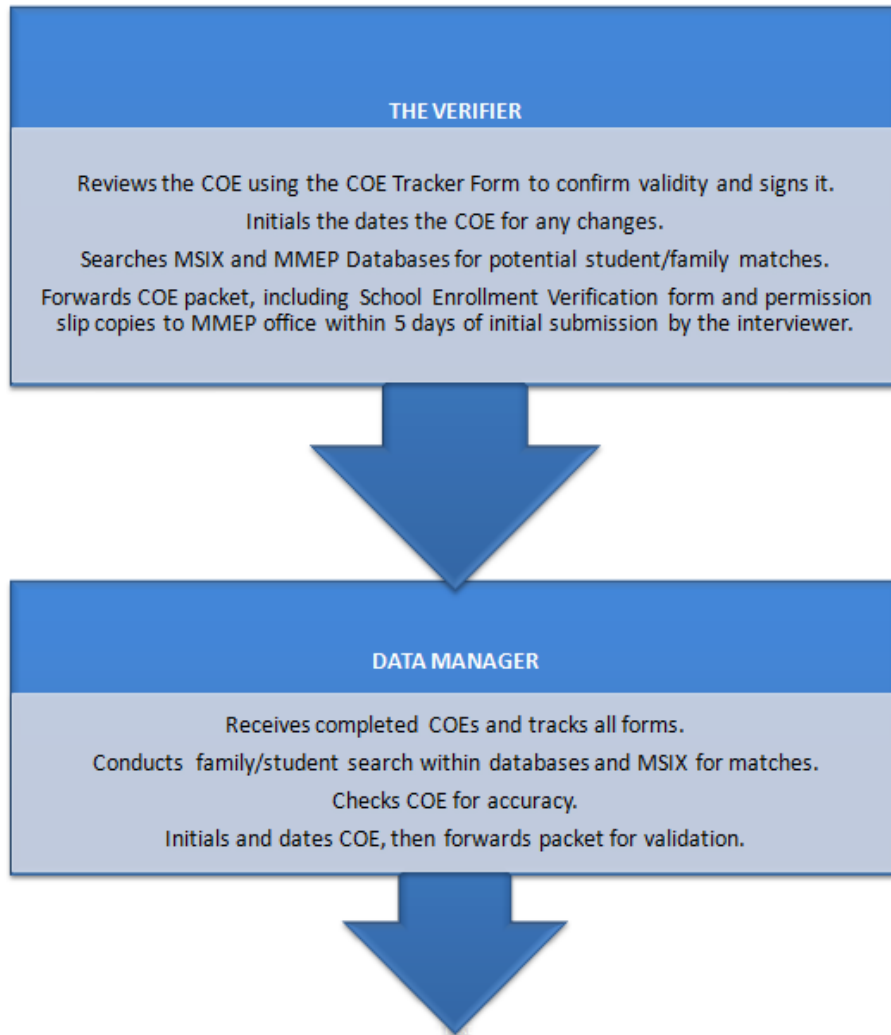 THE VERIFIER
Reviews the COE using the COE Tracker Form to confirm validity and signs it.
Initials the dates the COE for any changes.
Searches MSIX and MMEP Databases for potential student/family matches.
Forwards COE packet, including School Enrollment Verification form and permission
slip copies to MMEP office within 5 days of initial submission by the interviewer.
DATA MANAGER
Receives completed COEs and tracks all forms.
Conducts family/student search within databases and MSIX for matches.
Checks COE for accuracy.
Initials and dates COE, then forwards packet for validation.